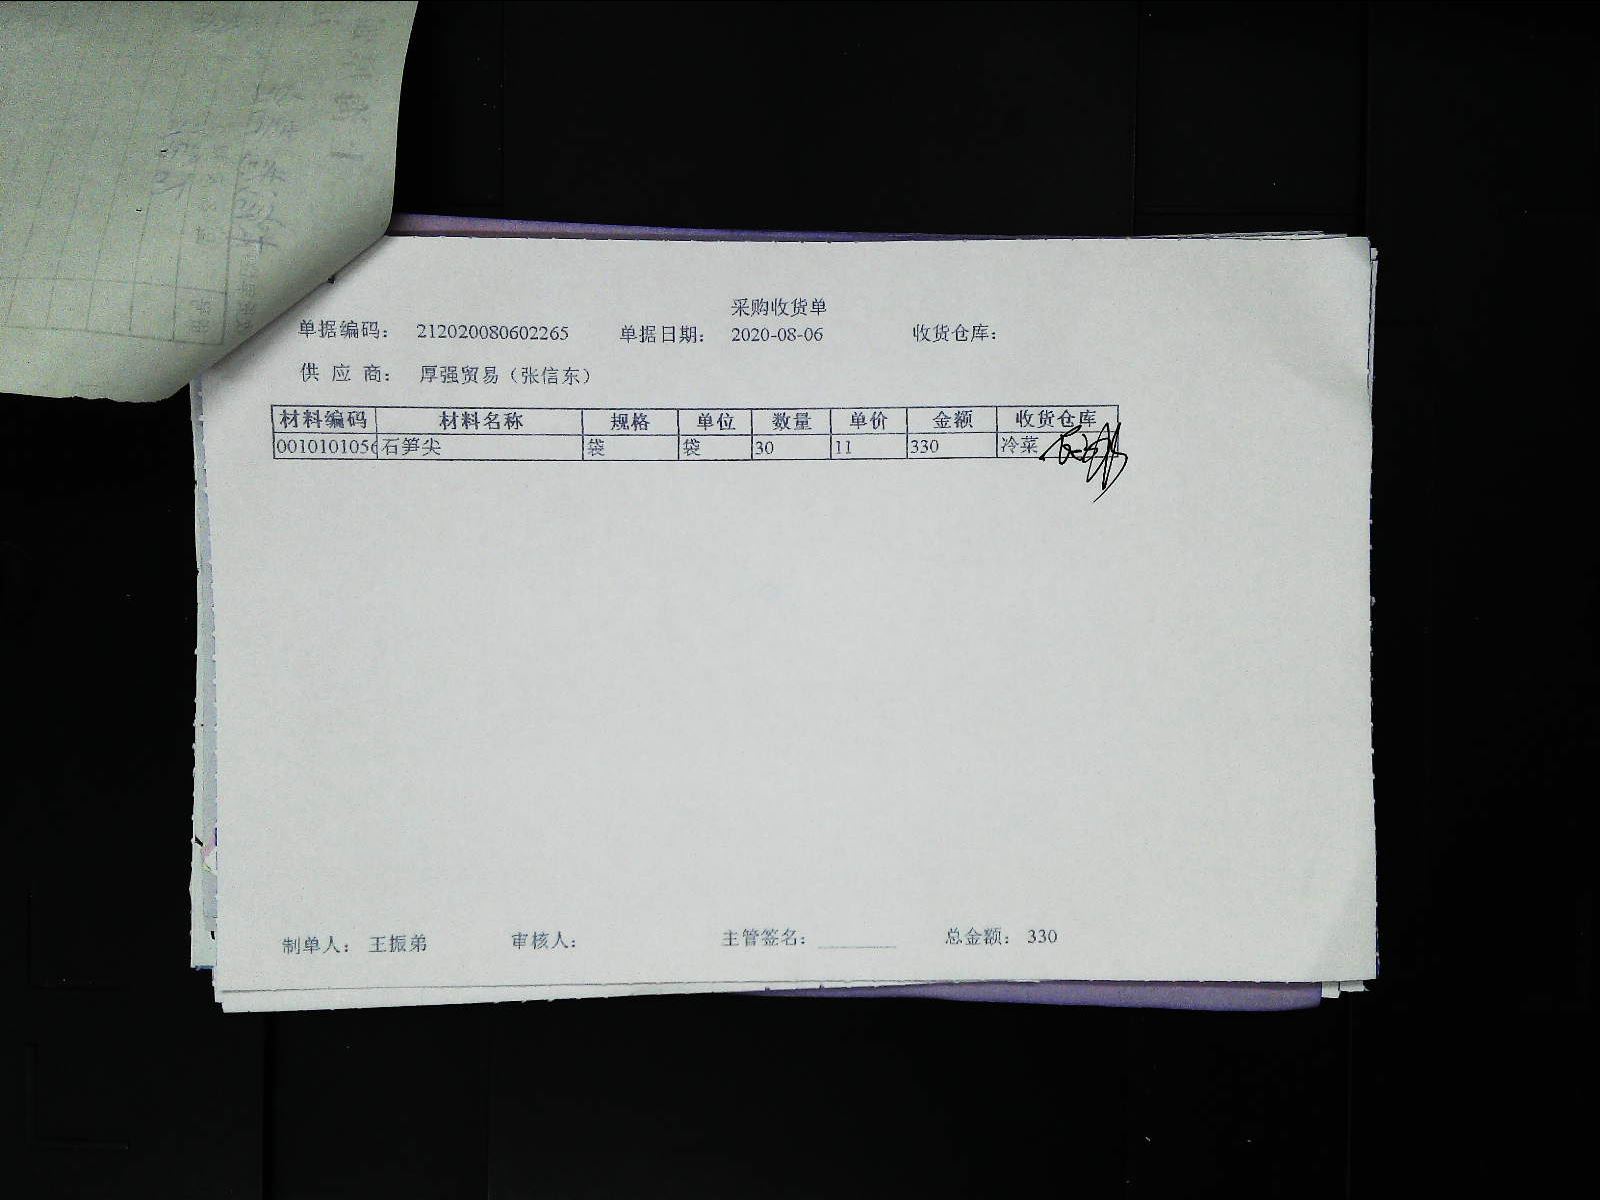 采购收货单
单据编码： 212020080602265 单据日期： 2020-08-06 收货仓库：
供 应 商： 厚强贸易（张信东）
材料编码 材料名称 规格 单位 数量 单价 金额 收货仓库
0010101056 石笋尖 袋 袋 30 11 330 冷菜
制单人： 王振弟 审核人： 主管签名： ________ 总金额： 330